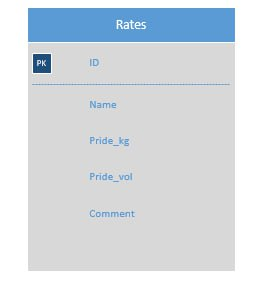 Rates
PK ID
Name
Pride_kg
Pride_vol
Comment